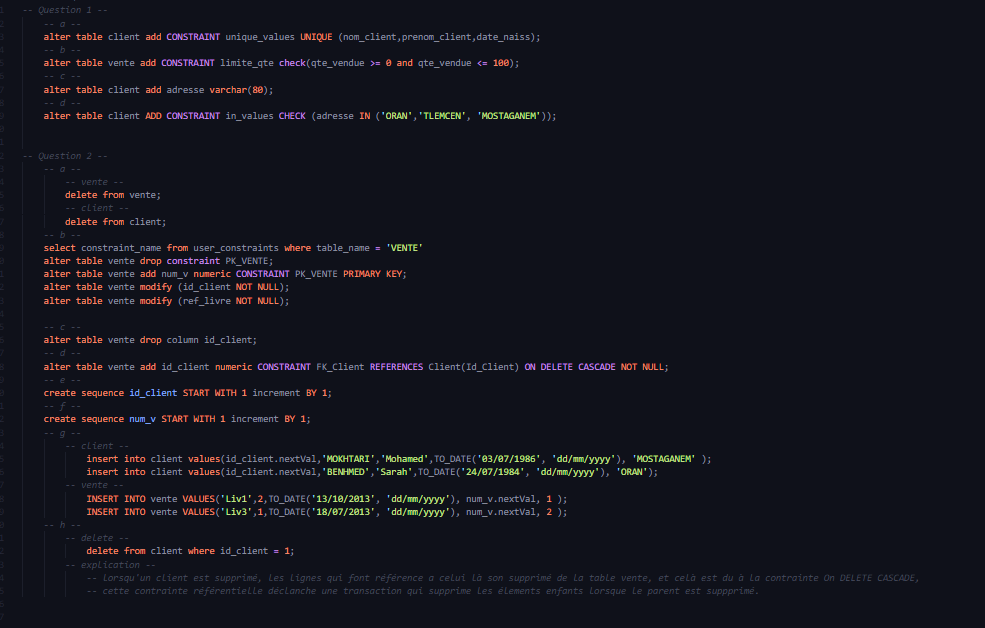 -- Question 1 --
-- a --
alter table client add CONSTRAINT unique_values UNIQUE (nom_client,prenom_client,date_naiss);
-- b --
alter table vente add CONSTRAINT limite_qte check(qte_vendue >= 0 and qte_vendue <= 100);
-- c --
alter table client add adresse varchar(80);
-- d --
alter table client ADD CONSTRAINT in_values CHECK (adresse IN ('ORAN','TLEMCEN', 'MOSTAGANEM'));
-- Question 2 --
-- a --
-- vente --
delete from vente;
-- client --
delete from client;
-- b --
select constraint_name from user_constraints where table_name = 'VENTE'
alter table vente drop constraint PK_VENTE;
alter table vente add num_v numeric CONSTRAINT PK_VENTE PRIMARY KEY;
alter table vente modify (id_client NOT NULL);
alter table vente modify (ref_livre NOT NULL);
-- c --
alter table vente drop column id_client;
-- d --
alter table vente add id_client numeric CONSTRAINT FK_Client REFERENCES Client(Id_Client) ON DELETE CASCADE NOT NULL;
-- e --
create sequence id_client START WITH 1 increment BY 1;
-- f --
create sequence num_v START WITH 1 increment BY 1;
-- g --
-- client --
insert into client values(id_client.nextVal,'MOKHTARI','Mohamed',TO_DATE('03/07/1986', 'dd/mm/yyyy'), 'MOSTAGANEM' );
insert into client values(id_client.nextVal,'BENHMED','Sarah',TO_DATE('24/07/1984', 'dd/mm/yyyy'), 'ORAN');
-- vente --
INSERT INTO vente VALUES('Liv1',2,TO_DATE('13/10/2013', 'dd/mm/yyyy'), num_v.nextVal, 1 );
INSERT INTO vente VALUES('Liv3',1,TO_DATE('18/07/2013', 'dd/mm/yyyy'), num_v.nextVal, 2 );
-- h --
-- delete --
delete from client where id_client = 1;
-- explication --
-- Lorsqu'un client est supprimé, les lignes qui font référence a celui là son supprimé de la table vente, et celà est du à la contrainte On DELETE CASCADE,
-- cette contrainte référentielle déclanche une transaction qui supprime les élements enfants lorsque le parent est suppprimé.